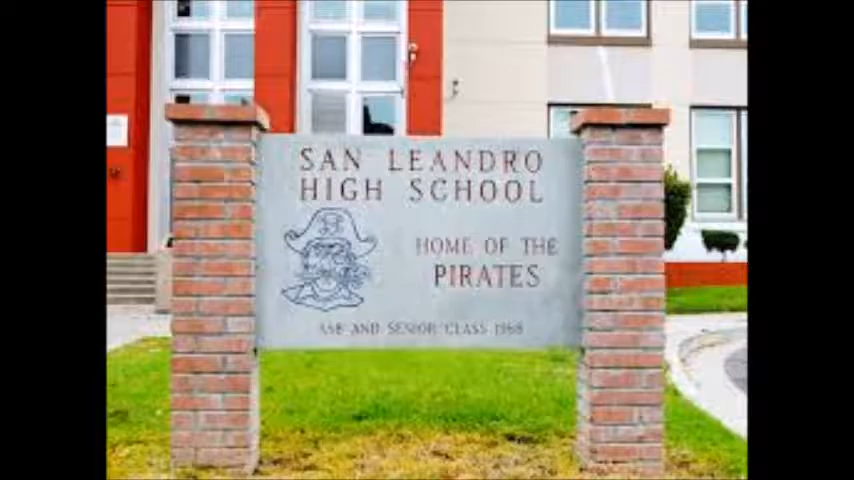 SAN LEANDRO
HIGH SCHOOL
HOME OF THE
PIRATES
ASB AND SENIOR CLASS 1968